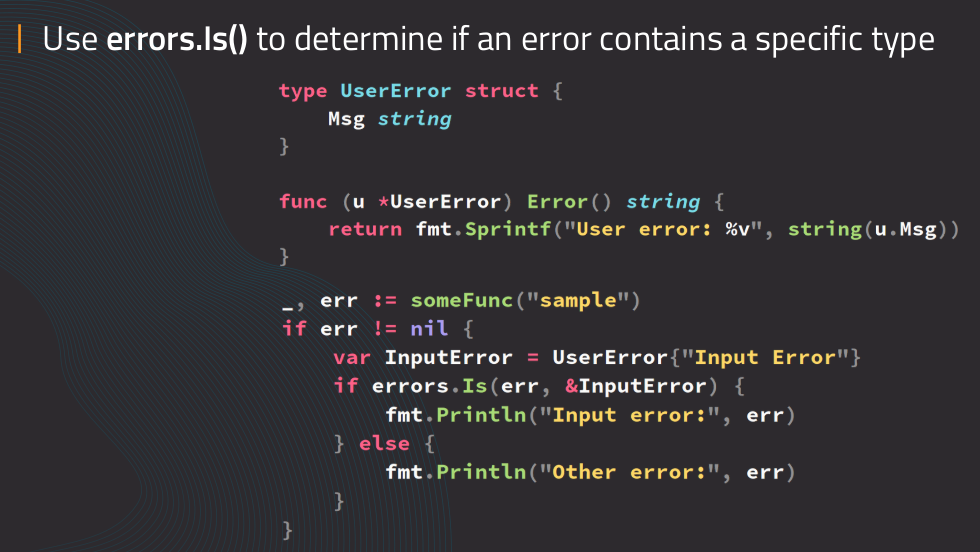 Use errors.Is() to determine if an error contains a specific type
type UserError struct {
    Msg string
}
func (u *UserError) Error() string {
    return fmt.Sprintf("User error: %v", string(u.Msg))
}
_, err := someFunc("sample")
if err != nil {
    var InputError = UserError{"Input Error"}
    if errors.Is(err, &InputError) {
        fmt.Println("Input error:", err)
    } else {
        fmt.Println("Other error:", err)
    }
}